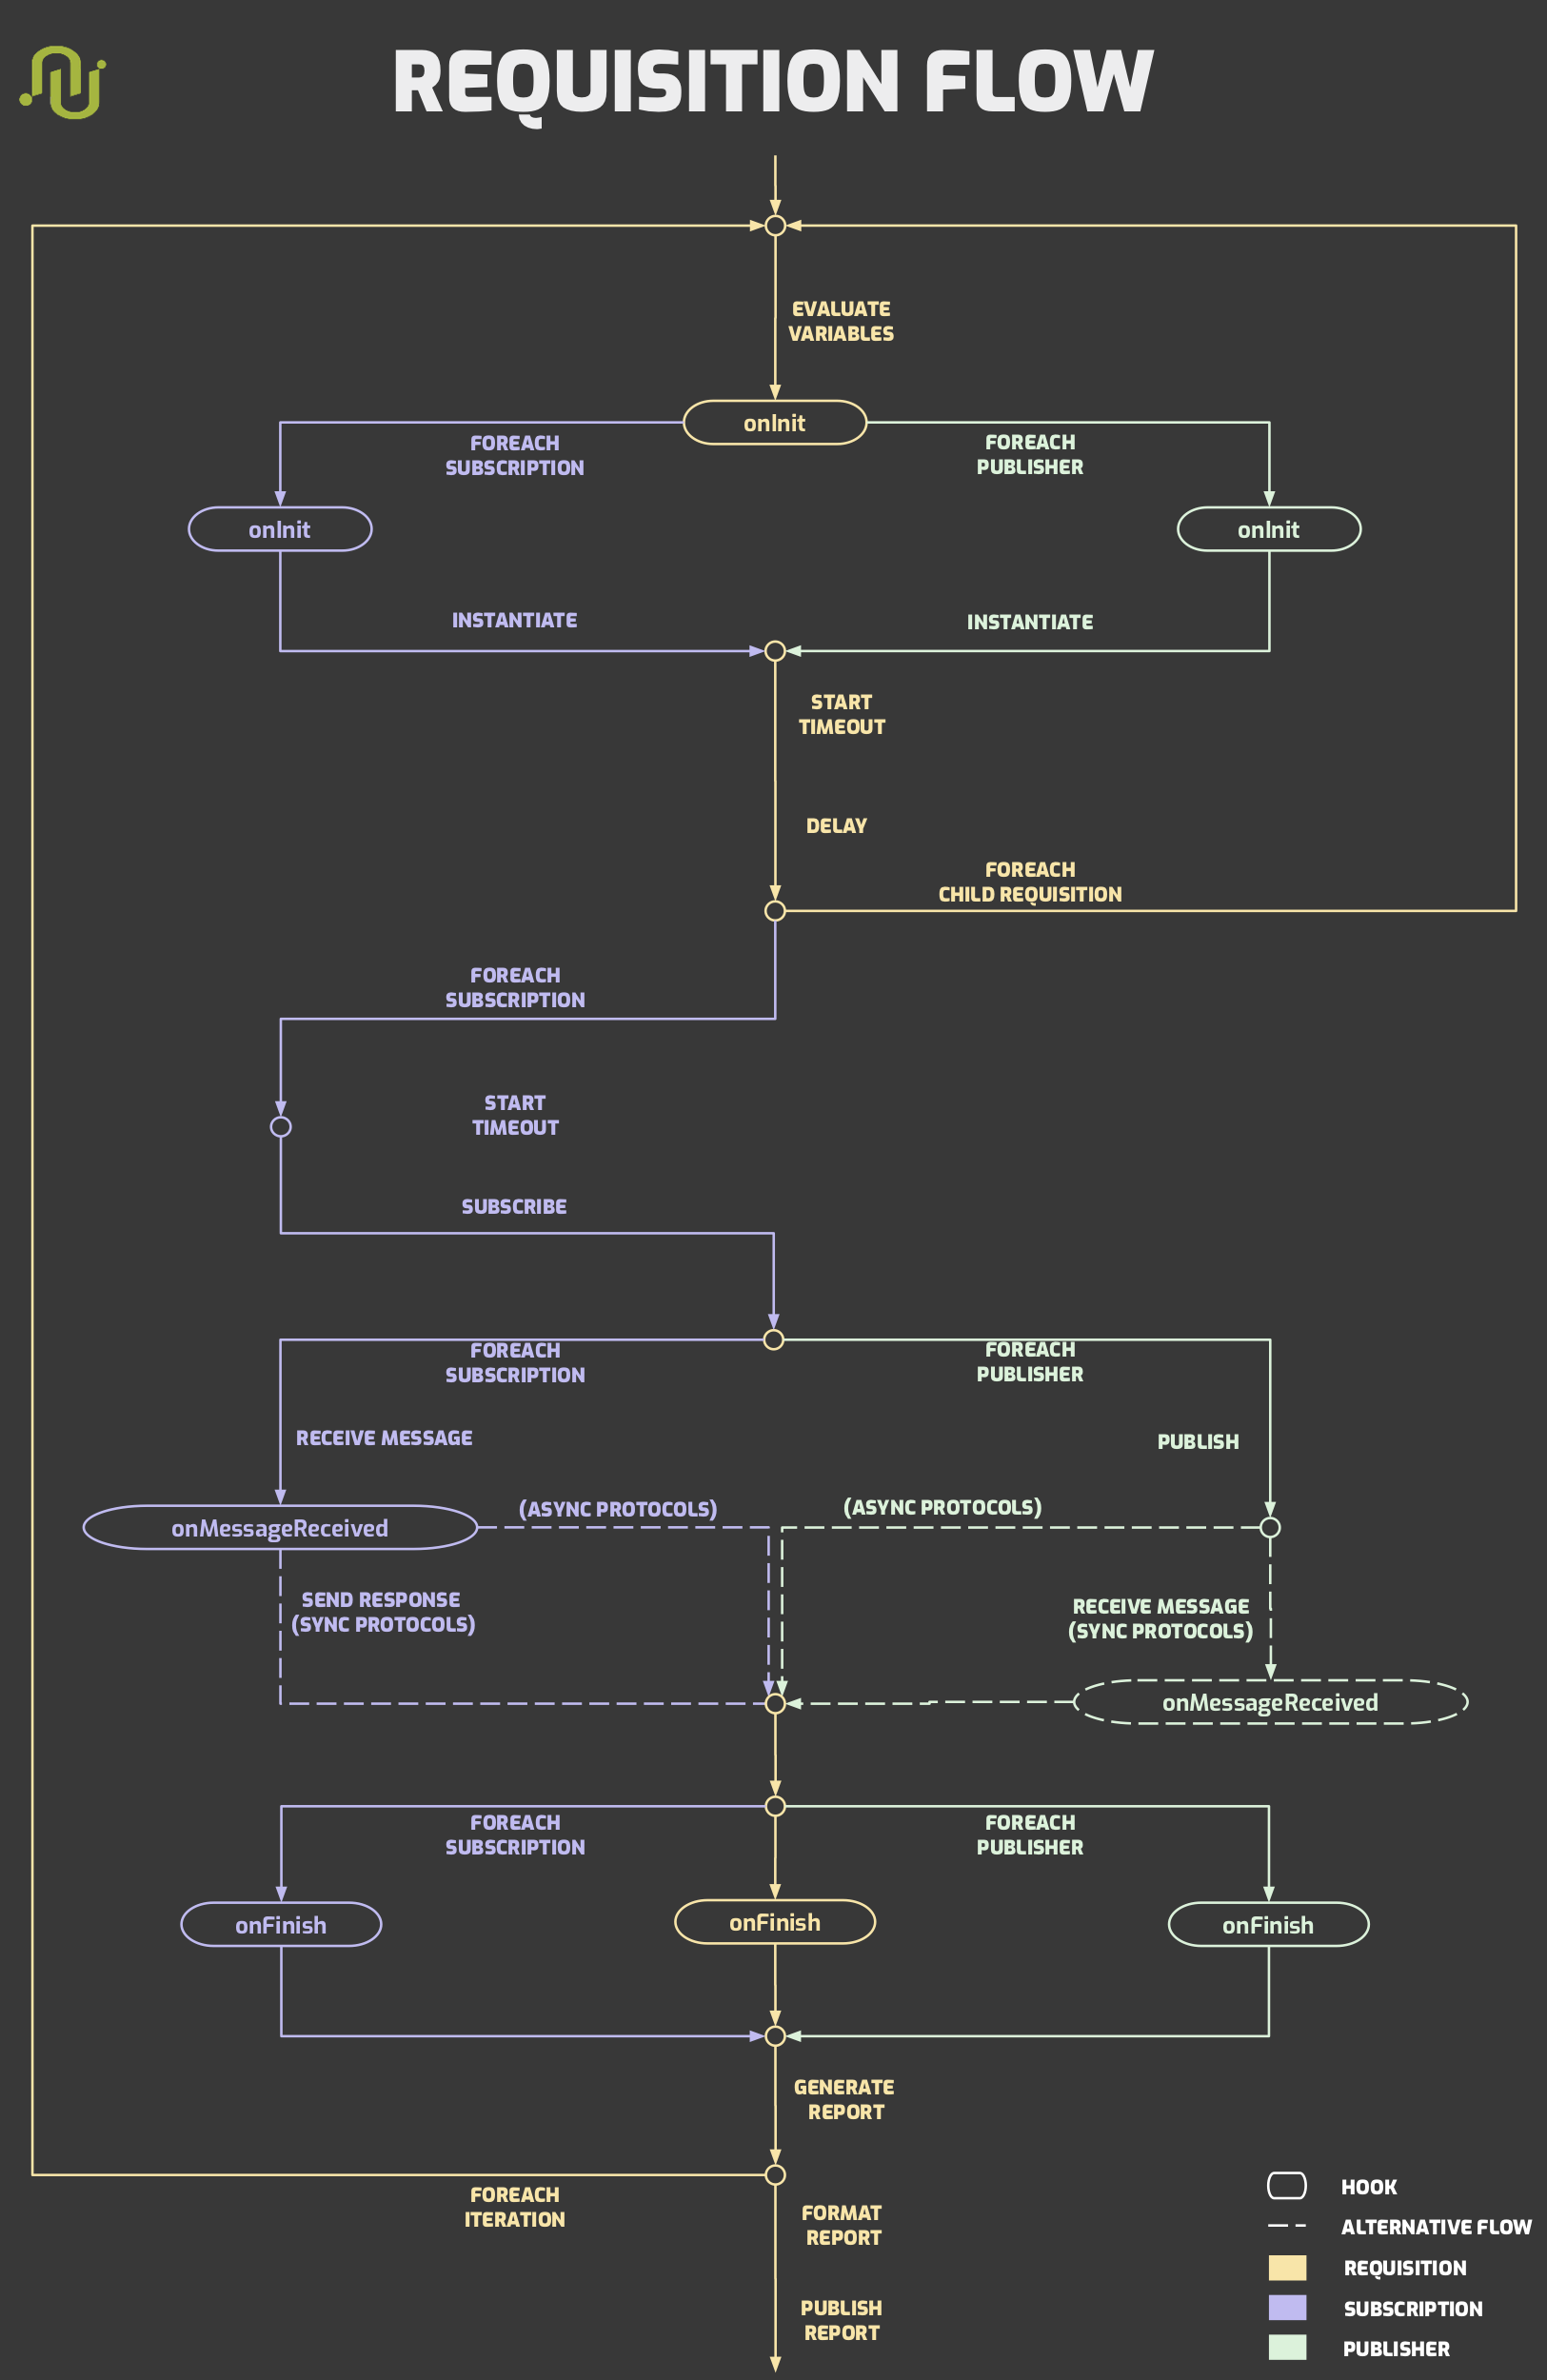 REQUISITION FLOW
EVALUATE
VARIABLES
onInit
FOREACH
SUBSCRIPTION
FOREACH
PUBLISHER
onInit
onInit
INSTANTIATE
INSTANTIATE
START
TIMEOUT
DELAY
FOREACH
CHILD REQUISITION
FOREACH
SUBSCRIPTION
START
TIMEOUT
SUBSCRIBE
FOREACH
SUBSCRIPTION
FOREACH
PUBLISHER
RECEIVE MESSAGE
PUBLISH
onMessageReceived
(ASYNC PROTOCOLS)
(ASYNC PROTOCOLS)
SEND RESPONSE
(SYNC PROTOCOLS)
RECEIVE MESSAGE
(SYNC PROTOCOLS)
onMessageReceived
FOREACH
SUBSCRIPTION
FOREACH
PUBLISHER
onFinish
onFinish
onFinish
GENERATE
REPORT
FOREACH
ITERATION
FORMAT
REPORT
PUBLISH
REPORT
HOOK
ALTERNATIVE FLOW
REQUISITION
SUBSCRIPTION
PUBLISHER